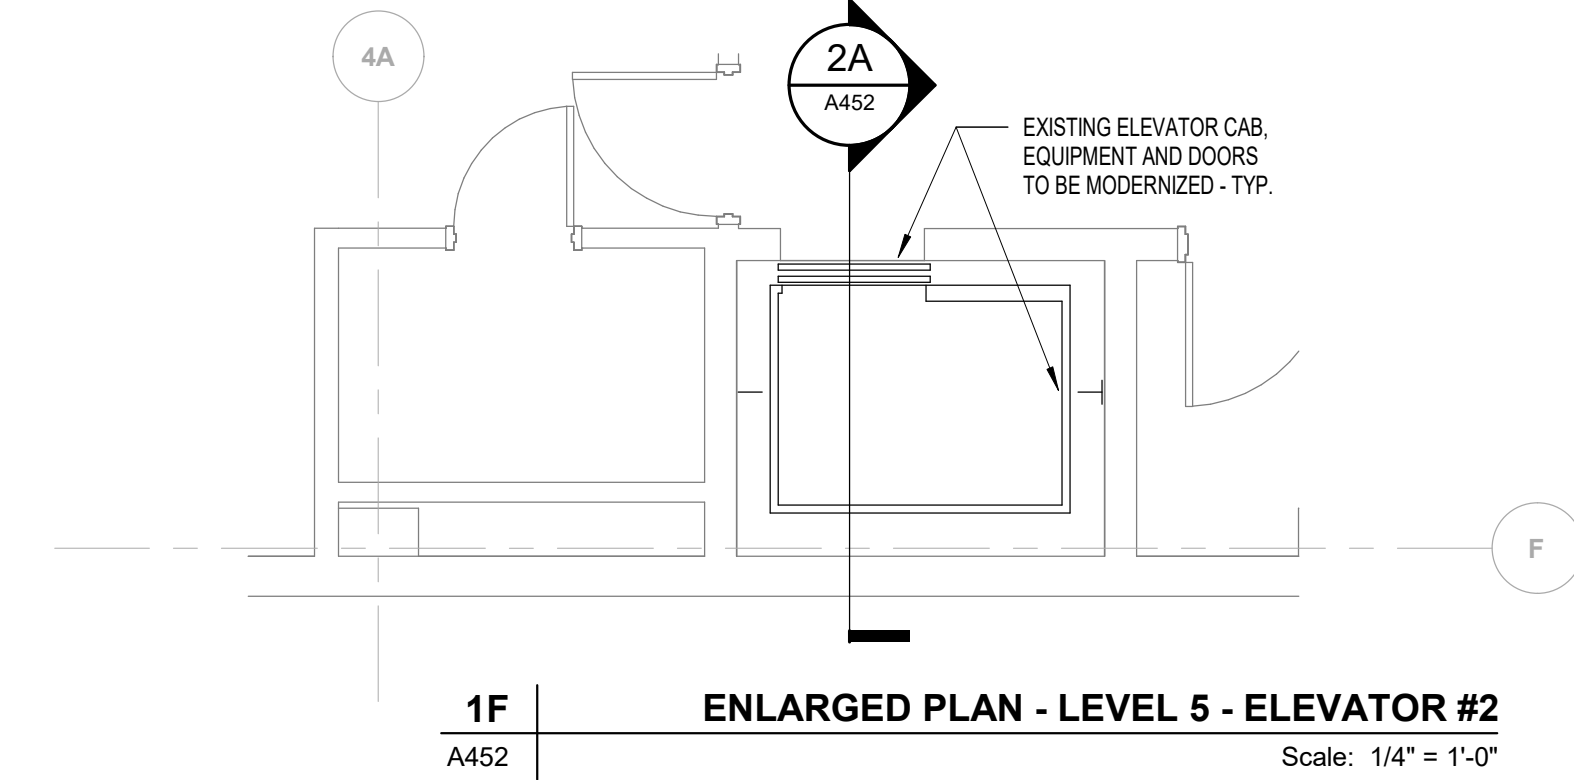 4A
2A
A452
EXISTING ELEVATOR CAB,
EQUIPMENT AND DOORS
TO BE MODERNIZED - TYP.
F
1F
ENLARGED PLAN - LEVEL 5 - ELEVATOR #2
A452
Scale: 1/4" = 1'-0"